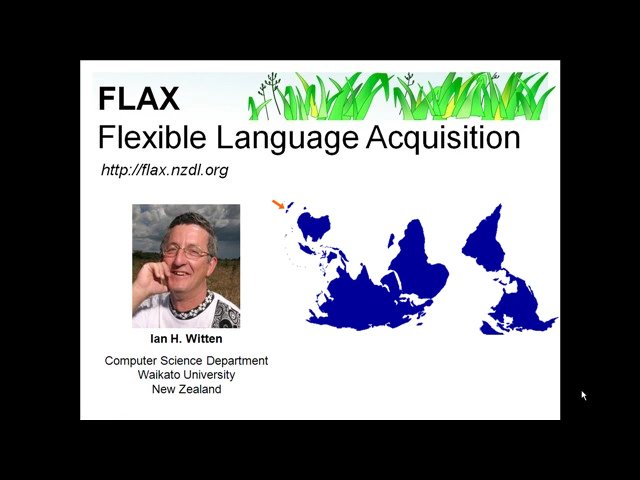 FLAX
Flexible Language Acquisition
http://flax.nzdl.org
Ian H. Witten
Computer Science Department
Waikato University
New Zealand